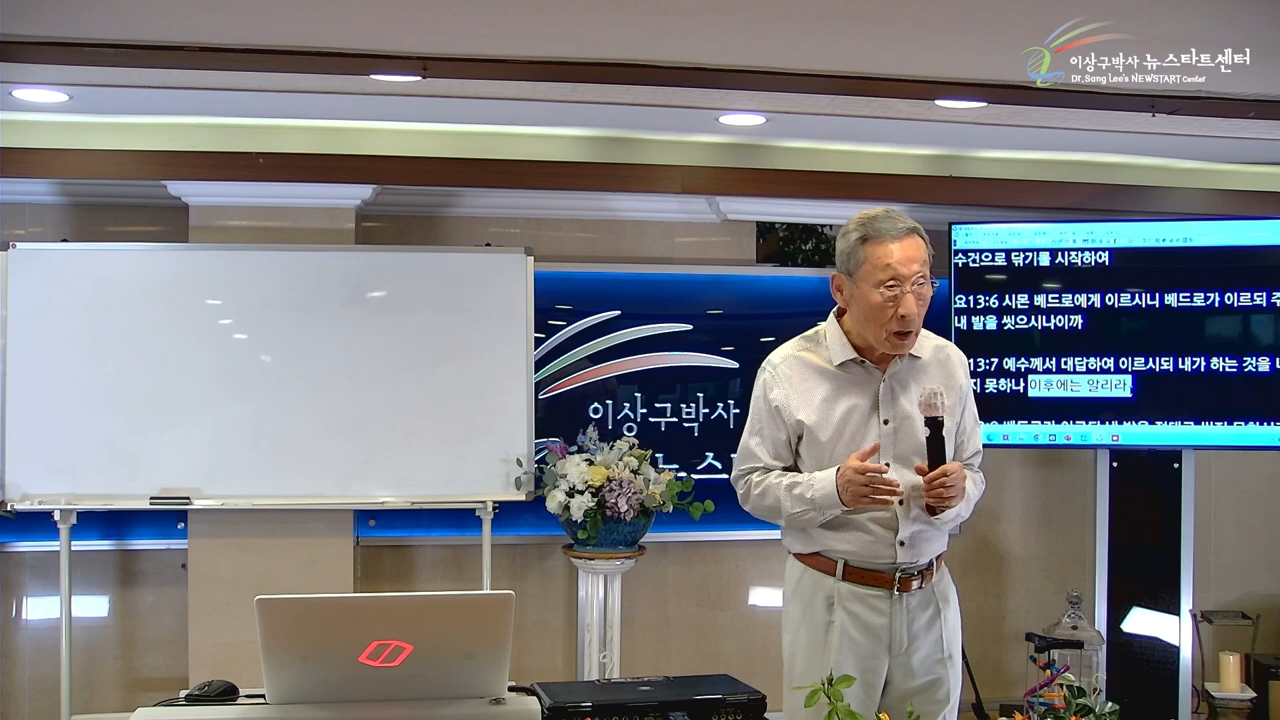 이상구박사 뉴스타트센터
Dr. Sang Lee's NEWSTART Center
수건으로 닦기를 시작하여
요13:6 시몬 베드로에게 이르시니 베드로가 이르되
내 발을 씻으시나이까
13:7 예수께서 대답하여 이르시되 내가 하는 것을
지 못하나 이후에는 알리라
이상구박사
뉴스